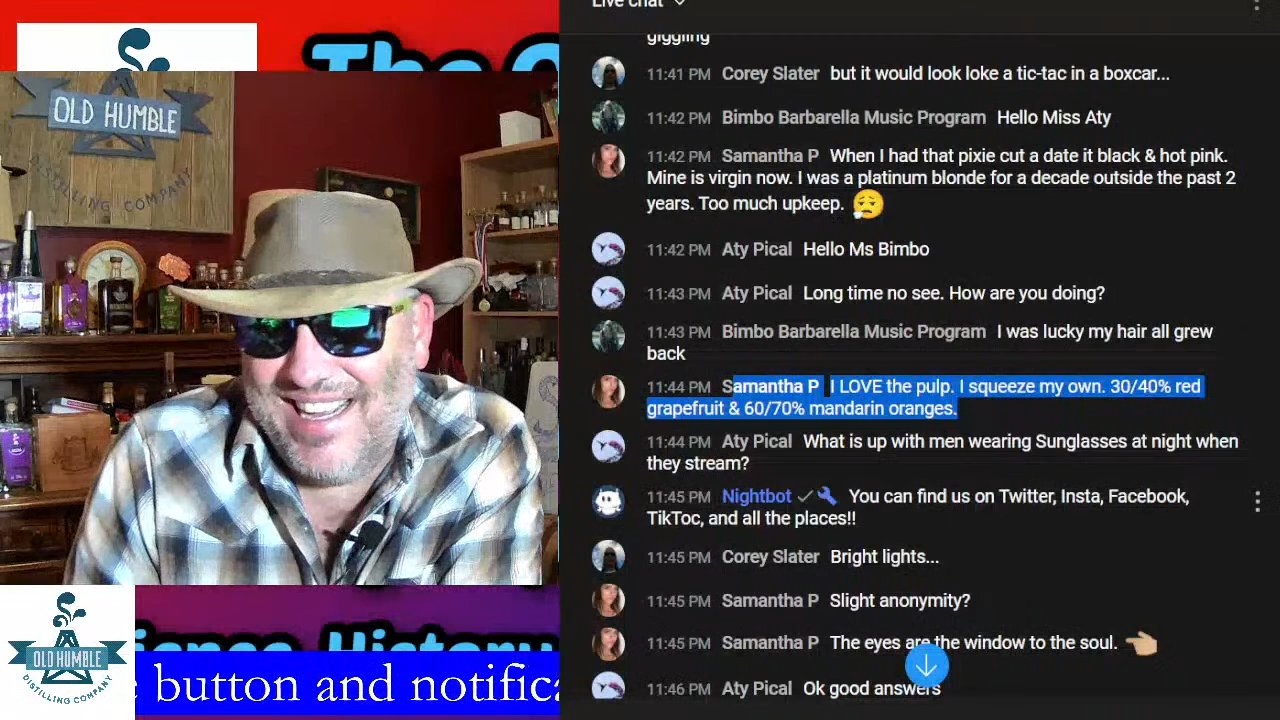 The
OLD HUMBLE
DISTILLING COMPANY
History
OLD HUMBLE
DISTILLING COMPANY
button and notifica
Live chat
giggling
11:41 PM Corey Slater but it would look loke a tic-tac in a boxcar...
11:42 PM Bimbo Barbarella Music Program Hello Miss Aty
11:42 PM Samantha P When I had that pixie cut a date it black & hot pink.
Mine is virgin now. I was a platinum blonde for a decade outside the past 2
years. Too much upkeep. 😮‍💨
11:42 PM Aty Pical Hello Ms Bimbo
11:43 PM Aty Pical Long time no see. How are you doing?
11:43 PM Bimbo Barbarella Music Program I was lucky my hair all grew
back
11:44 PM Samantha P I LOVE the pulp. I squeeze my own. 30/40% red
grapefruit & 60/70% mandarin oranges.
11:44 PM Aty Pical What is up with men wearing Sunglasses at night when
they stream?
11:45 PM Nightbot You can find us on Twitter, Insta, Facebook,
TikToc, and all the places!!
11:45 PM Corey Slater Bright lights...
11:45 PM Samantha P Slight anonymity?
11:45 PM Samantha P The eyes are the window to the soul. 👈🏼
11:46 PM Aty Pical Ok good answers